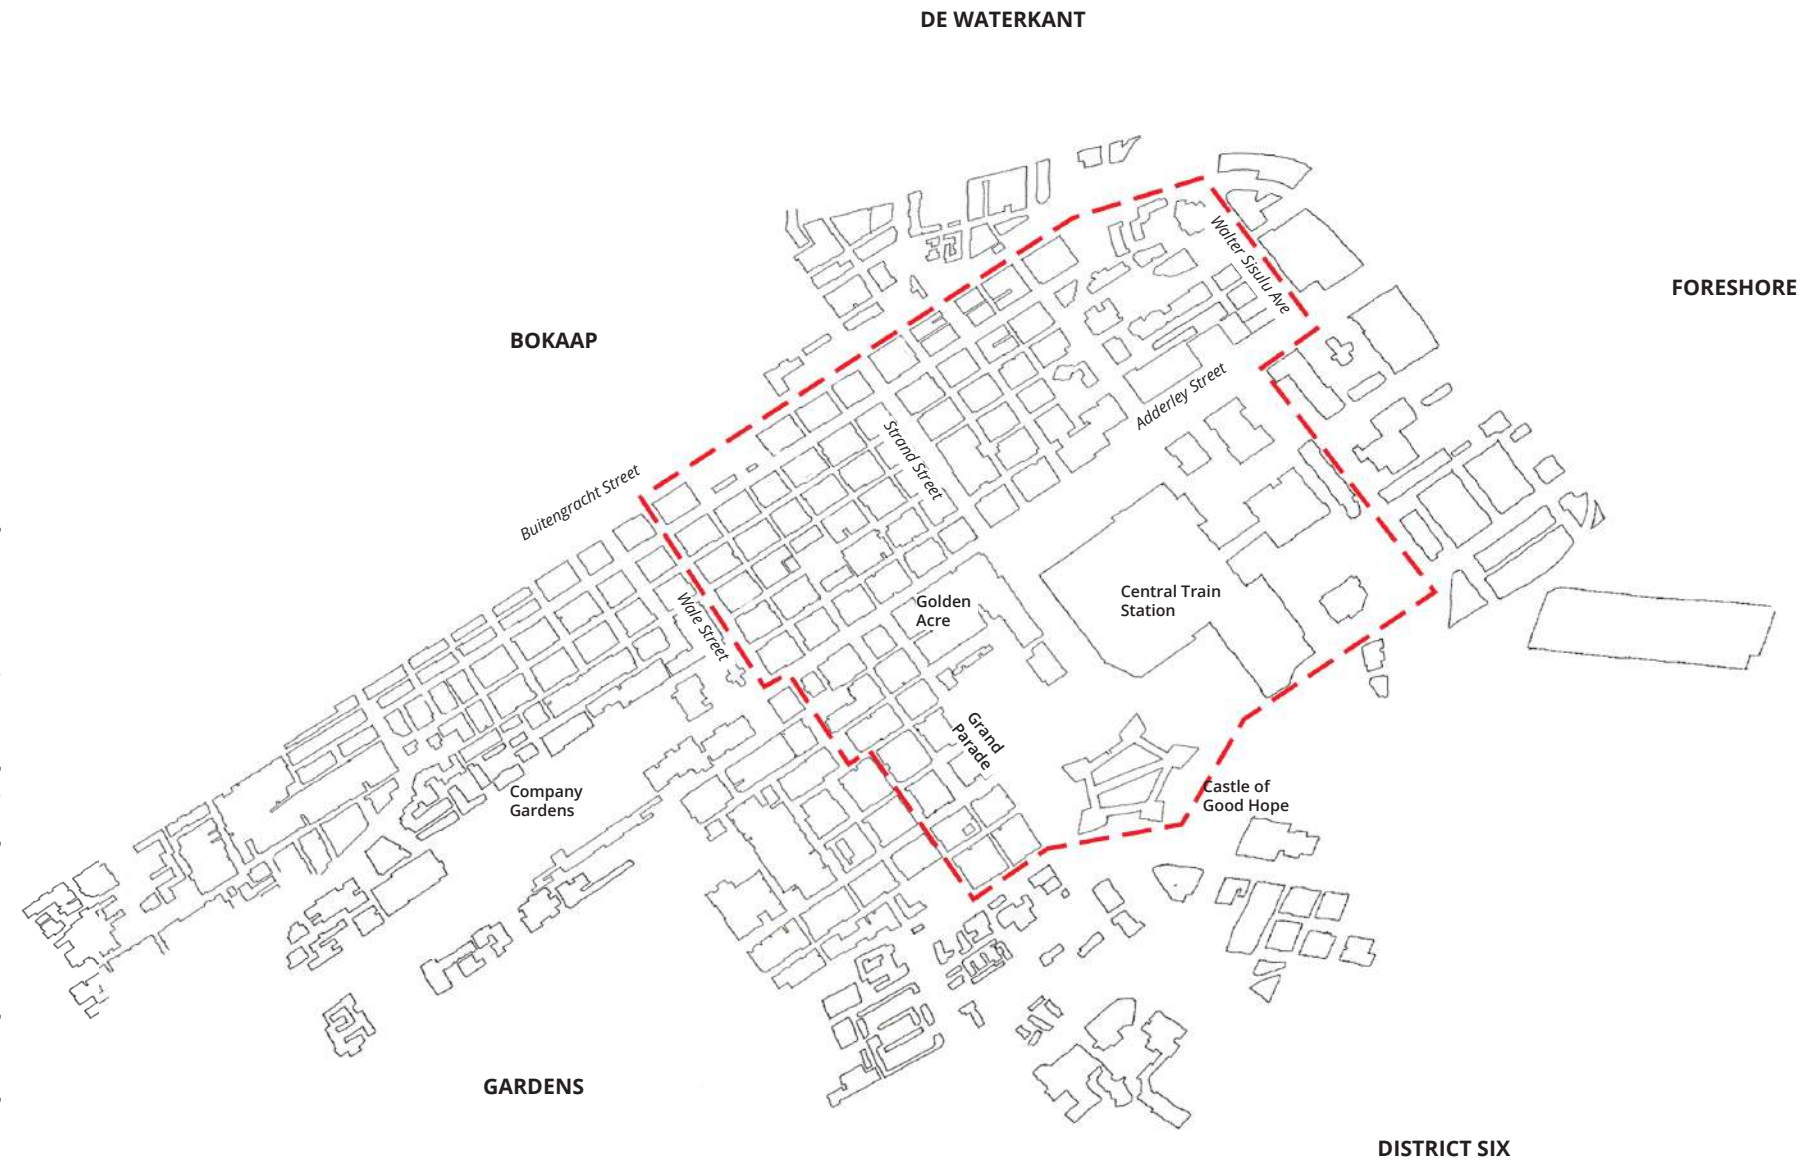 DE WATERKANT
Walter Sisulu Ave
FORESHORE
BOKAAP
Adderley Street
Strand Street
Buitengracht Street
Wale Street
Golden
Acre
Central Train
Station
Grand
Parade
Company
Gardens
Castle of
Good Hope
GARDENS
DISTRICT SIX